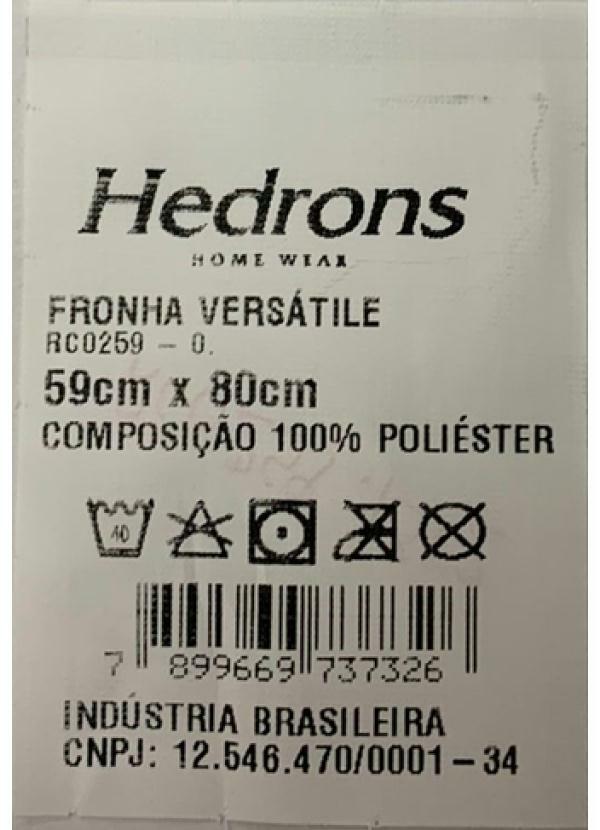 Hedrons
HOME WEAR
FRONHA VERSÁTILE
RC0259 - 0.
59cm x 80cm
COMPOSIÇÃO 100% POLIÉSTER
40
7 899669 737326
INDÚSTRIA BRASILEIRA
CNPJ: 12.546.470/0001-34